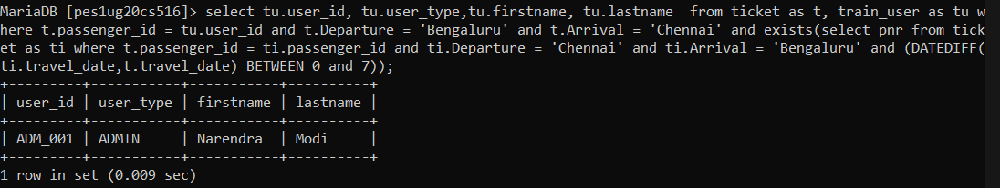 MariaDB [pes1ug20cs516]> select tu.user_id, tu.user_type,tu.firstname, tu.lastname  from ticket as t, train_user as tu w
here t.passenger_id = tu.user_id and t.Departure = 'Bengaluru' and t.Arrival = 'Chennai' and exists(select pnr from tick
et as ti where t.passenger_id = ti.passenger_id and ti.Departure = 'Chennai' and ti.Arrival = 'Bengaluru' and (DATEDIFF(
ti.travel_date,t.travel_date) BETWEEN 0 and 7));
+---------+-----------+-----------+----------+
| user_id | user_type | firstname | lastname |
+---------+-----------+-----------+----------+
| ADM_001 | ADMIN     | Narendra  | Modi     |
+---------+-----------+-----------+----------+
1 row in set (0.009 sec)